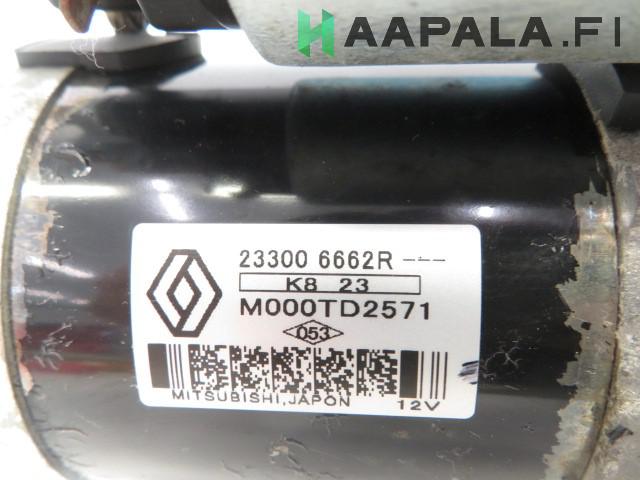 HAAPALA.FI
23300 6662R ---
K8 23
M000TD2571
053
MITSUBISHI,JAPON 12V